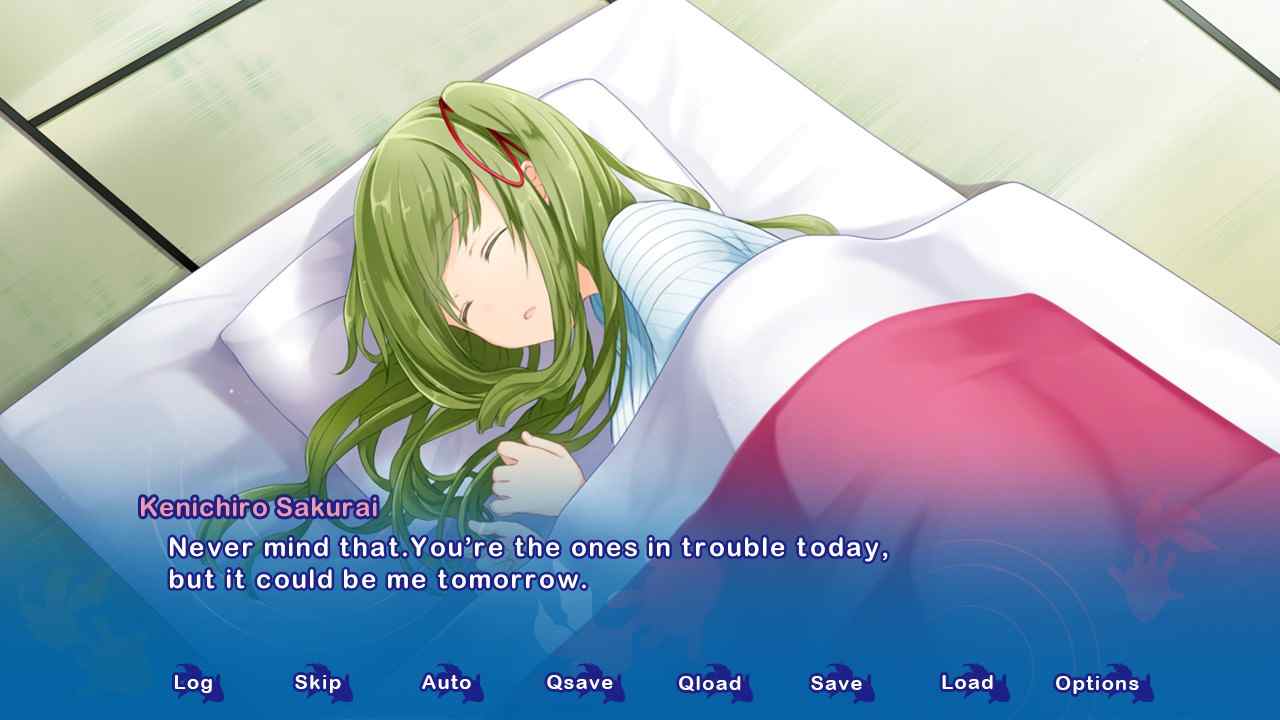 Kenichiro Sakurai
Never mind that.You’re the ones in trouble today,
but it could be me tomorrow.
Log Skip Auto Qsave Qload Save Load Options